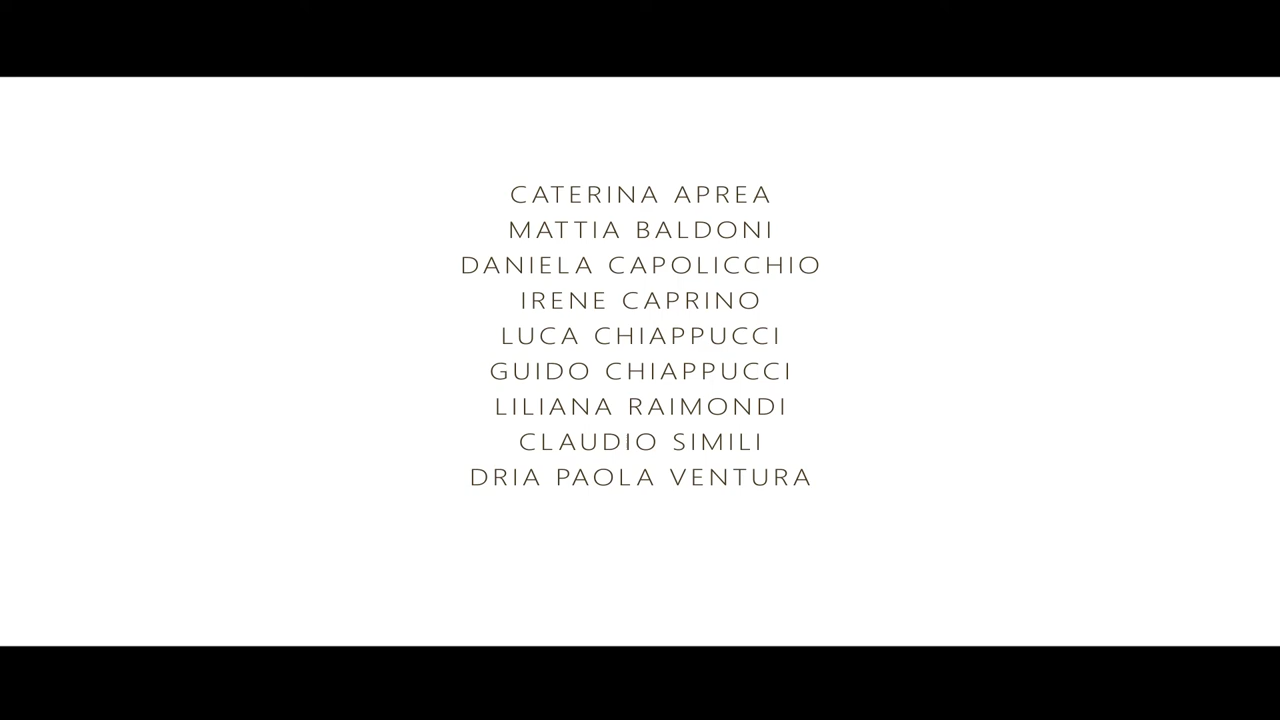 CATERINA APREA
MATTIA BALDONI
DANIELA CAPOLICCHIO
IRENE CAPRINO
LUCA CHIAPPUCCI
GUIDO CHIAPPUCCI
LILIANA RAIMONDI
CLAUDIO SIMILI
DRIA PAOLA VENTURA